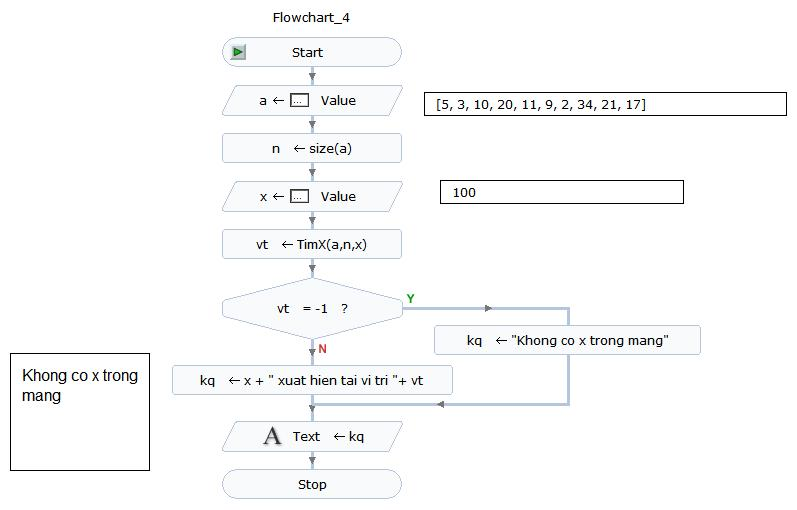 Flowchart_4
Start
a ← ... Value
[5, 3, 10, 20, 11, 9, 2, 34, 21, 17]
n ← size(a)
x ← ... Value
100
vt ← TimX(a,n,x)
vt = -1 ?
Y
N
kq ← "Khong co x trong mang"
kq ← x + " xuat hien tai vi tri "+ vt
Khong co x trong
mang
A Text ← kq
Stop